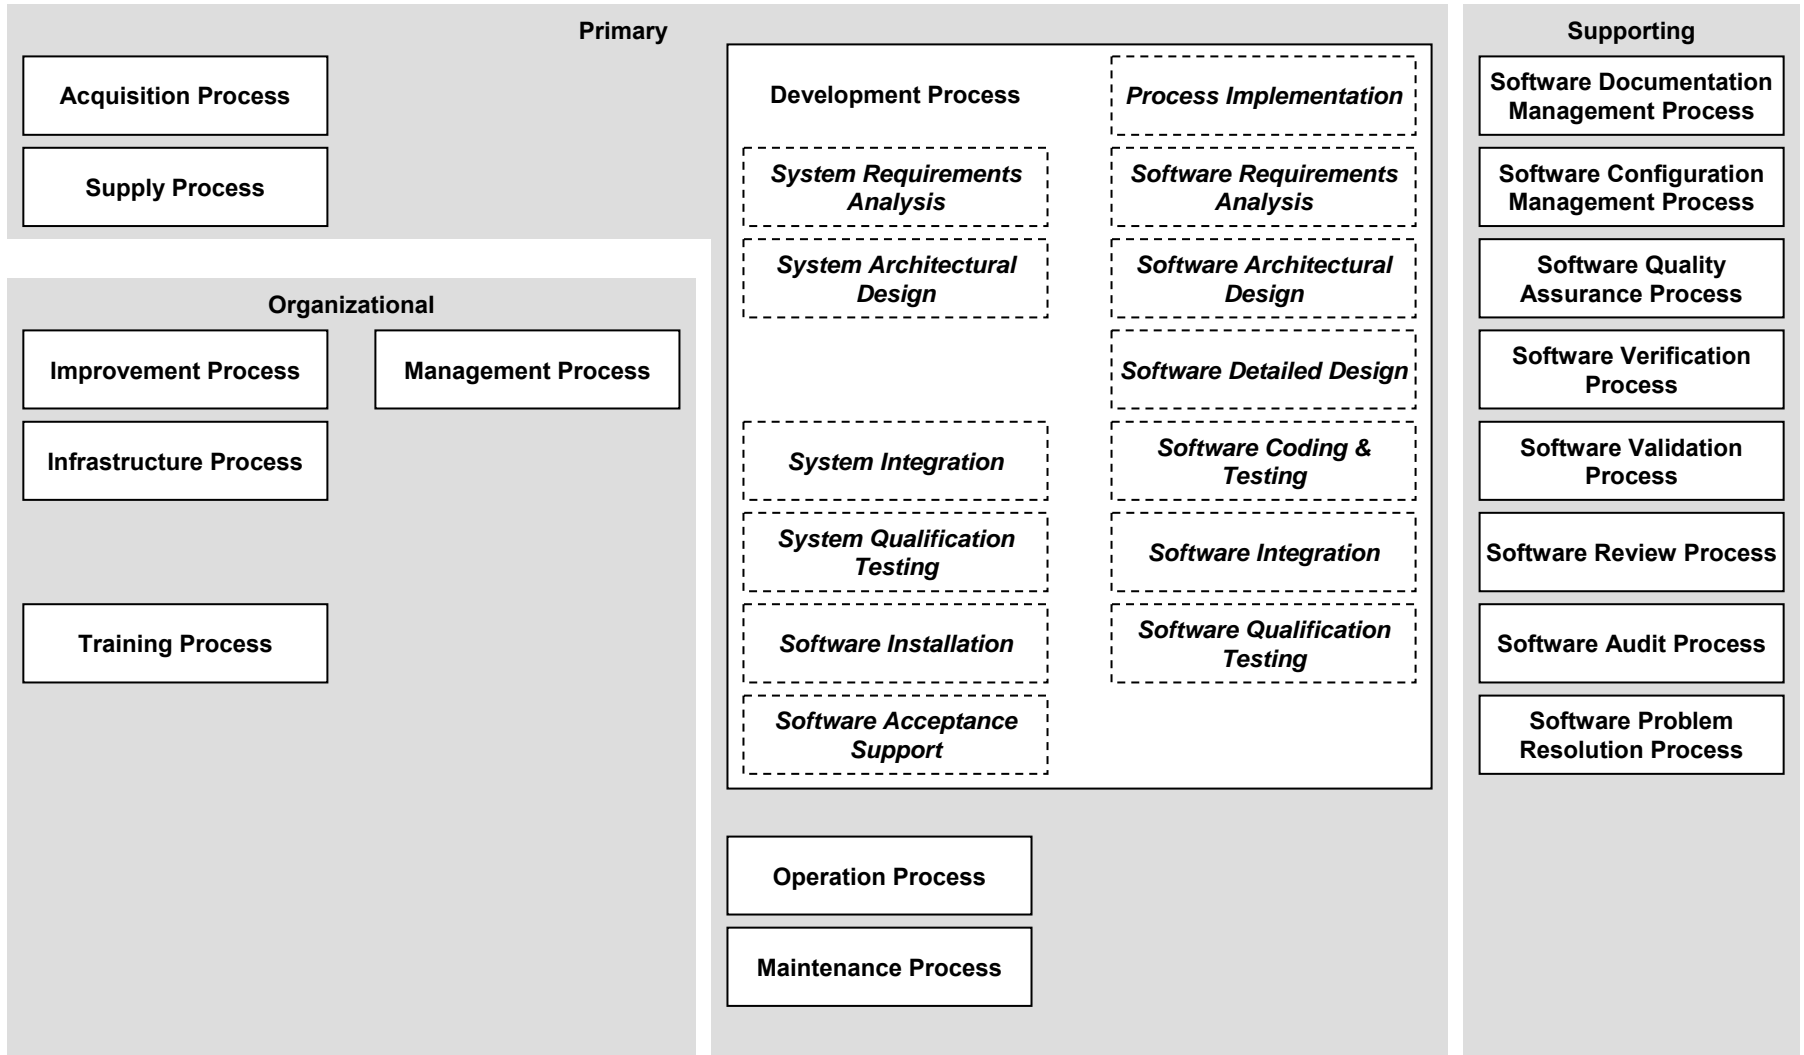 Primary
Acquisition Process
Supply Process
Organizational
Improvement Process
Management Process
Infrastructure Process
Training Process
Development Process
Process Implementation
System Requirements
Analysis
Software Requirements
Analysis
System Architectural
Design
Software Architectural
Design
Software Detailed Design
System Integration
Software Coding &
Testing
System Qualification
Testing
Software Integration
Software Installation
Software Qualification
Testing
Software Acceptance
Support
Operation Process
Maintenance Process
Supporting
Software Documentation
Management Process
Software Configuration
Management Process
Software Quality
Assurance Process
Software Verification
Process
Software Validation
Process
Software Review Process
Software Audit Process
Software Problem
Resolution Process